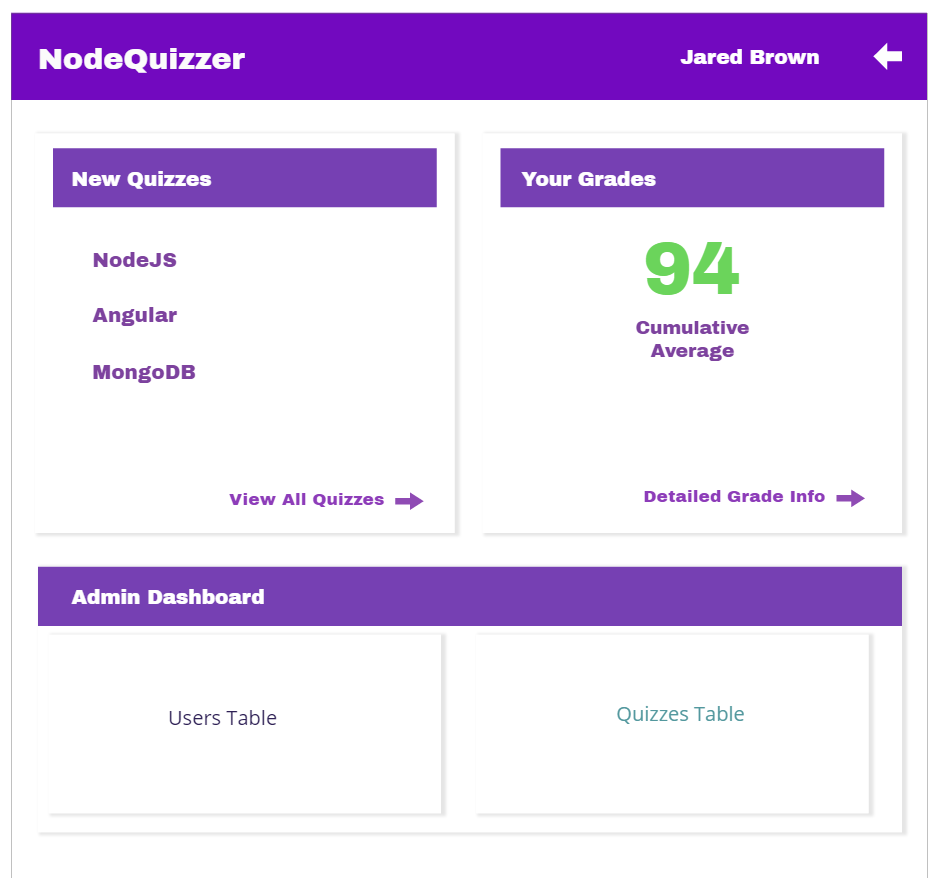 NodeQuizzer
Jared Brown
New Quizzes
NodeJS
Angular
MongoDB
View All Quizzes
Your Grades
94
Cumulative
Average
Detailed Grade Info
Admin Dashboard
Users Table
Quizzes Table